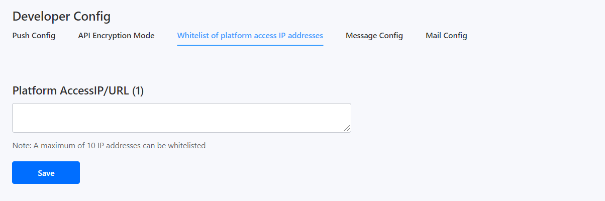 Developer Config
Push Config API Encryption Mode Whitelist of platform access IP addresses Message Config Mail Config
Platform AccessIP/URL (1)
Note: A maximum of 10 IP addresses can be whitelisted
Save